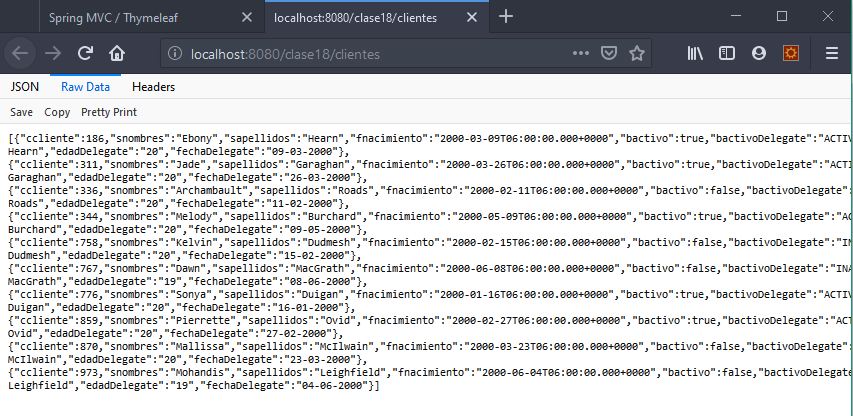 Spring MVC / Thymeleaf
localhost:8080/clase18/clientes
localhost:8080/clase18/clientes
JSON Raw Data Headers
Save Copy Pretty Print
[{"ccliente":186,"snombres":"Ebony","sapellidos":"Hearn","fnacimiento":"2000-03-09T06:00:00.000+0000","bactivo":true,"bactivoDelegate":"ACTIV
Hearn","edadDelegate":"20","fechaDelegate":"09-03-2000"},
{"ccliente":311,"snombres":"Jade","sapellidos":"Garaghan","fnacimiento":"2000-03-26T06:00:00.000+0000","bactivo":true,"bactivoDelegate":"ACTI
Garaghan","edadDelegate":"20","fechaDelegate":"26-03-2000"},
{"ccliente":336,"snombres":"Archambault","sapellidos":"Roads","fnacimiento":"2000-02-11T06:00:00.000+0000","bactivo":false,"bactivoDelegate":
Roads","edadDelegate":"20","fechaDelegate":"11-02-2000"},
{"ccliente":344,"snombres":"Melody","sapellidos":"Burchard","fnacimiento":"2000-05-09T06:00:00.000+0000","bactivo":true,"bactivoDelegate":"AC
Burchard","edadDelegate":"20","fechaDelegate":"09-05-2000"},
{"ccliente":758,"snombres":"Kelvin","sapellidos":"Dudmesh","fnacimiento":"2000-02-15T06:00:00.000+0000","bactivo":false,"bactivoDelegate":"IN
Dudmesh","edadDelegate":"20","fechaDelegate":"15-02-2000"},
{"ccliente":767,"snombres":"Dawn","sapellidos":"MacGrath","fnacimiento":"2000-06-08T06:00:00.000+0000","bactivo":false,"bactivoDelegate":"INA
MacGrath","edadDelegate":"19","fechaDelegate":"08-06-2000"},
{"ccliente":776,"snombres":"Sonya","sapellidos":"Duigan","fnacimiento":"2000-01-16T06:00:00.000+0000","bactivo":true,"bactivoDelegate":"ACTIV
Duigan","edadDelegate":"20","fechaDelegate":"16-01-2000"},
{"ccliente":859,"snombres":"Pierrette","sapellidos":"Ovid","fnacimiento":"2000-02-27T06:00:00.000+0000","bactivo":true,"bactivoDelegate":"ACT
Ovid","edadDelegate":"20","fechaDelegate":"27-02-2000"},
{"ccliente":870,"snombres":"Mallissa","sapellidos":"McIlwain","fnacimiento":"2000-03-23T06:00:00.000+0000","bactivo":false,"bactivoDelegate":
McIlwain","edadDelegate":"20","fechaDelegate":"23-03-2000"},
{"ccliente":973,"snombres":"Mohandis","sapellidos":"Leighfield","fnacimiento":"2000-06-04T06:00:00.000+0000","bactivo":false,"bactivoDelegate
Leighfield","edadDelegate":"19","fechaDelegate":"04-06-2000"}]